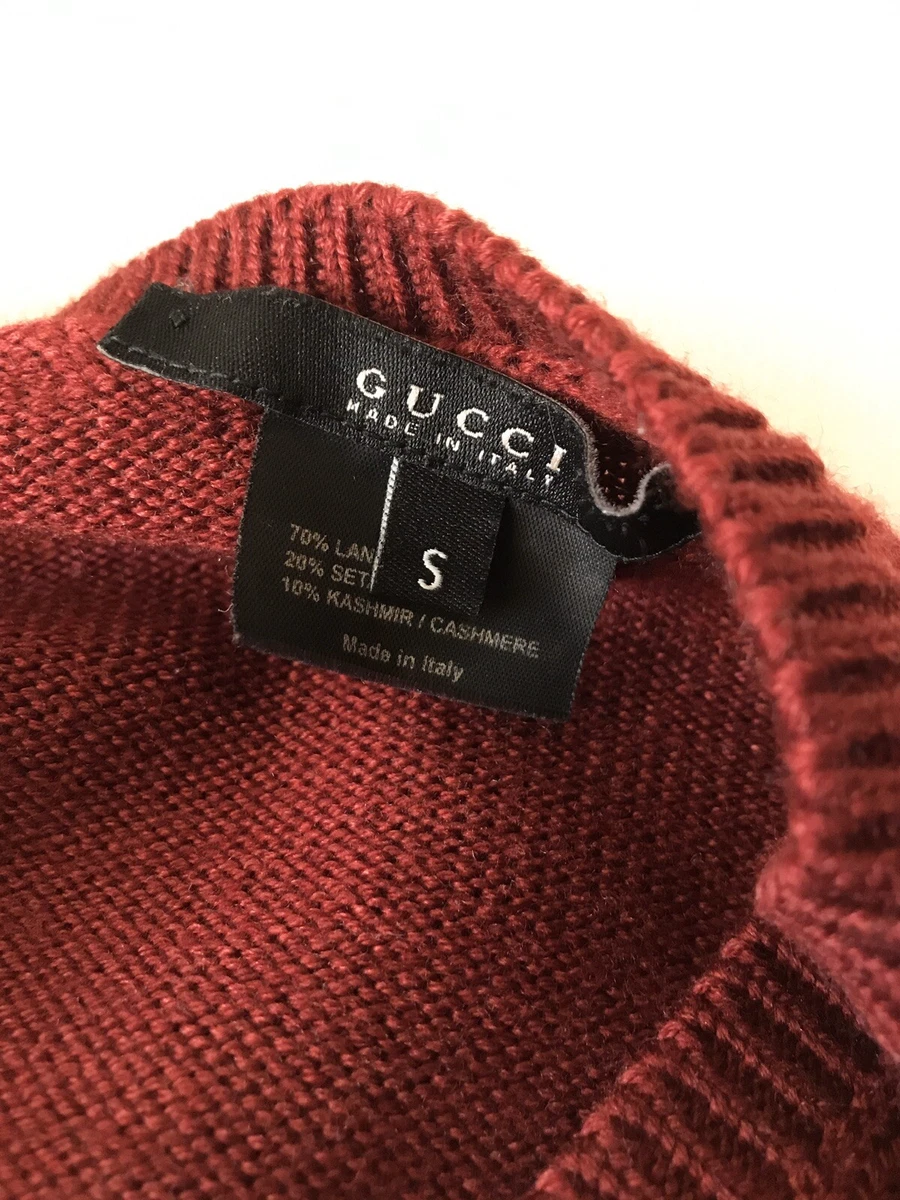 GUCCI
MADE IN ITALY
S
70% LAN
20% SET
10% KASHMIR / CASHMERE
Made in Italy